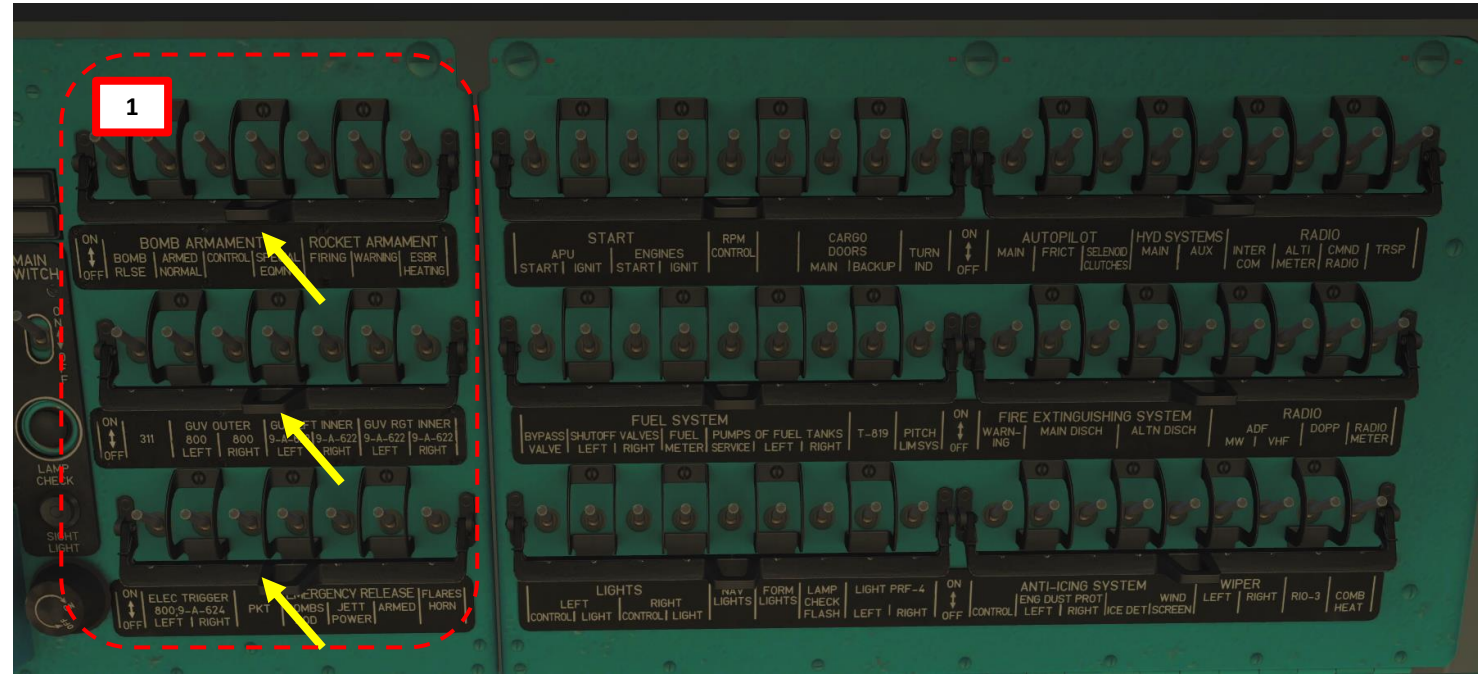 1
ON
OFF
BOMB ARMAMENT
ROCKET ARMAMENT
BOMB RLSE
ARMED NORMAL
CONTROL
EQMN
FIRING
WARNING
ESBR HEATING
START
APU
ENGINES
START
IGNIT
START
IGNIT
RPM CONTROL
CARGO DOORS
MAIN
BACKUP
TURN IND
ON
OFF
AUTOPILOT
MAIN
FRICT
SELENOID CLUTCHES
HYD SYSTEMS
MAIN
AUX
RADIO
INTER COM
ALTI METER
CMND RADIO
TRSP
MAIN
WITCH
LAMP
CHECK
LIGHT
ON
OFF
311
GUV OUTER
800 LEFT
800 RIGHT
INNER
LEFT
9-A-622 RIGHT
GUV RGT INNER
9-A-622 LEFT
9-A-622 RIGHT
FUEL SYSTEM
BYPASS VALVE
SHUTOFF VALVES
LEFT
RIGHT
FUEL METER
PUMPS OF FUEL TANKS
SERVICE
LEFT
RIGHT
T-819
PITCH LIM SYS
ON
OFF
FIRE EXTINGUISHING SYSTEM
WARN-
ING
MAIN DISCH
ALTN DISCH
RADIO
ADF
MW
VHF
DOPP
RADIO METER
ON
OFF
ELEC TRIGGER
800;9-A-624
LEFT
RIGHT
PKT
RELEASE
JETT POWER
ARMED
FLARES HORN
LIGHTS
LEFT
CONTROL
LIGHT
RIGHT
CONTROL
LIGHT
NAV LIGHTS
FORM LIGHTS
LAMP CHECK FLASH
LIGHT PRF-4
LEFT
RIGHT
ON
OFF
ANTI-ICING SYSTEM
CONTROL
ENG DUST PROT
LEFT
RIGHT
ICE DET
WIND SCREEN
WIPER
LEFT
RIGHT
RIO-3
COMB HEAT